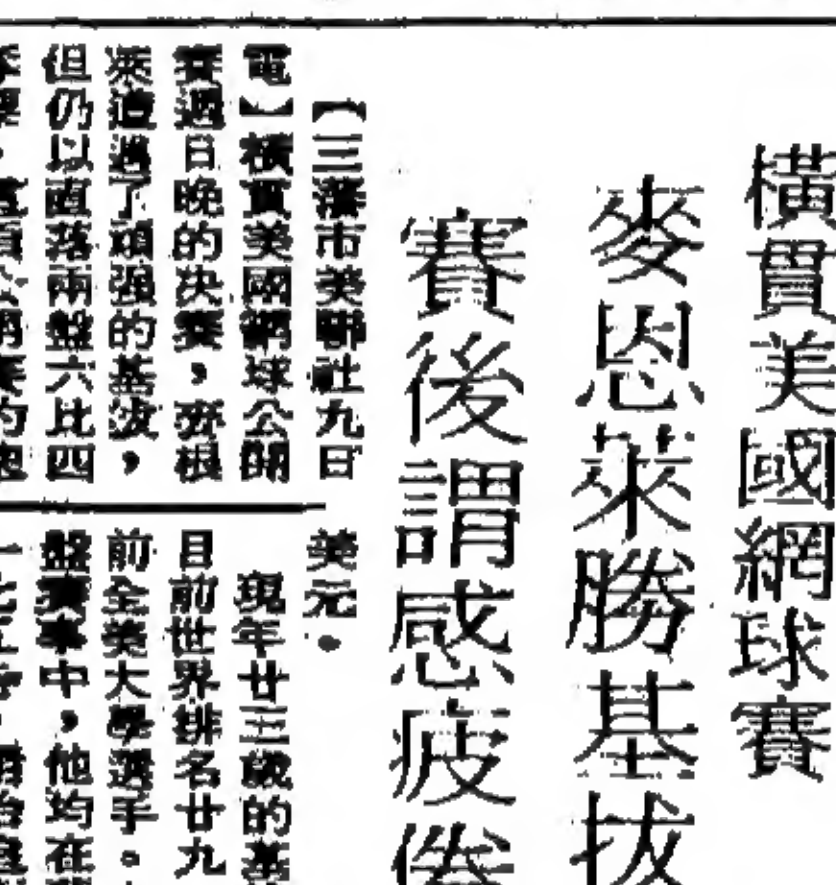 橫貫美國網球賽
麥恩萊勝基拔
賽後謂感疲倦
【三藩市美聯社九日
電】橫貫美國網球公開
賽週日晚的決賽，麥根
萊遭遇了頑强的基波，
但仍以直落兩盤六比四
美元。
現年廿三歲的基
目前世界排名廿九
前全美大學選手。
盤賽事中，他均在